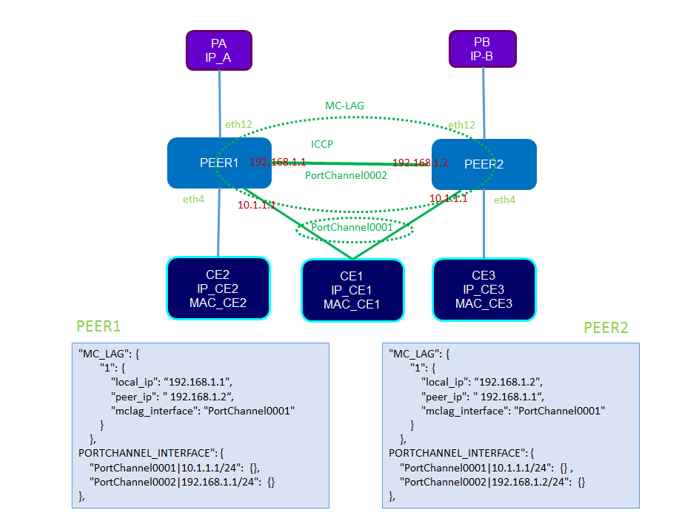 PA
IP_A
PB
IP-B
MC-LAG
eth12
eth12
ICCP
PEER1
192.168.1.1
192.168.1.2
PEER2
PortChannel0002
eth4
10.1.1.1
10.1.1.1
eth4
PortChannel0001
CE2
IP_CE2
MAC_CE2
CE1
IP_CE1
MAC_CE1
CE3
IP_CE3
MAC_CE3
PEER1
PEER2
"MC_LAG": {
"1": {
"local_ip": “192.168.1.1",
"peer_ip": " 192.168.1.2“,
"mclag_interface": "PortChannel0001"
}
},
PORTCHANNEL_INTERFACE": {
"PortChannel0001|10.1.1.1/24": {},
"PortChannel0002|192.168.1.1/24": {}
},
"MC_LAG": {
"1": {
"local_ip": “192.168.1.2",
"peer_ip": " 192.168.1.1“,
"mclag_interface": "PortChannel0001"
}
},
PORTCHANNEL_INTERFACE": {
"PortChannel0001|10.1.1.1/24": {} ,
"PortChannel0002|192.168.1.2/24": {}
},